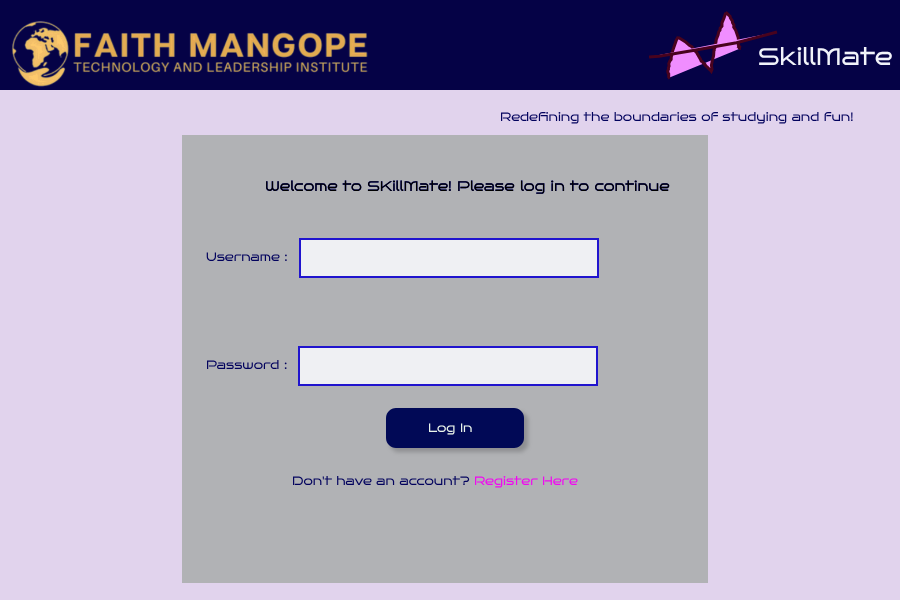 FAITH MANGOPE
TECHNOLOGY AND LEADERSHIP INSTITUTE
SkillMate
Redefining the boundaries of studying and fun!
Welcome to SKillMate! Please log in to continue
Username :
Password :
Log In
Don't have an account? Register Here